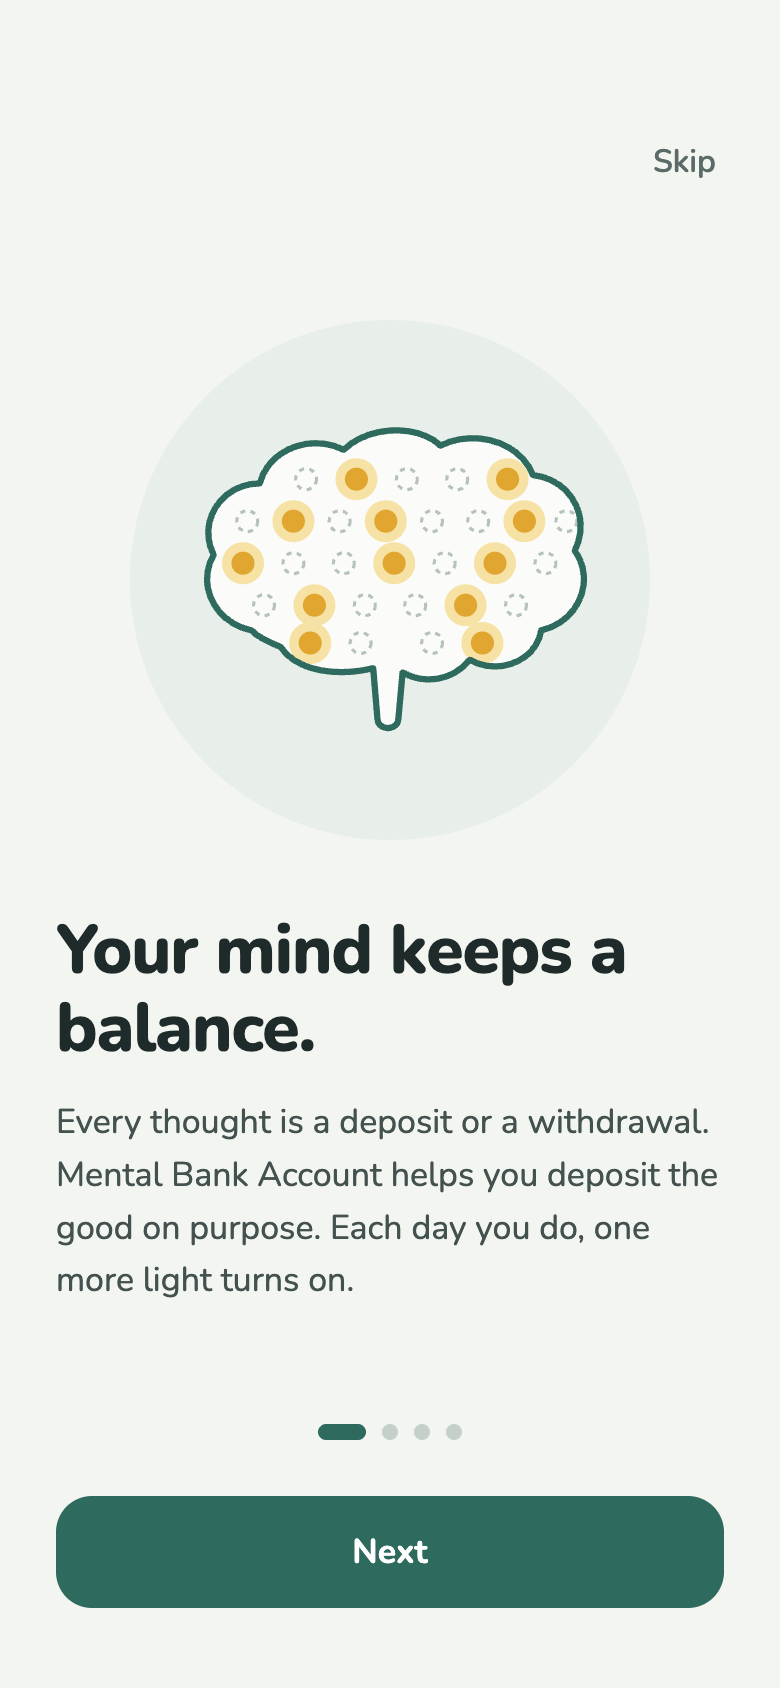 Skip
Your mind keeps a
balance.
Every thought is a deposit or a withdrawal.
Mental Bank Account helps you deposit the
good on purpose. Each day you do, one
more light turns on.
Next